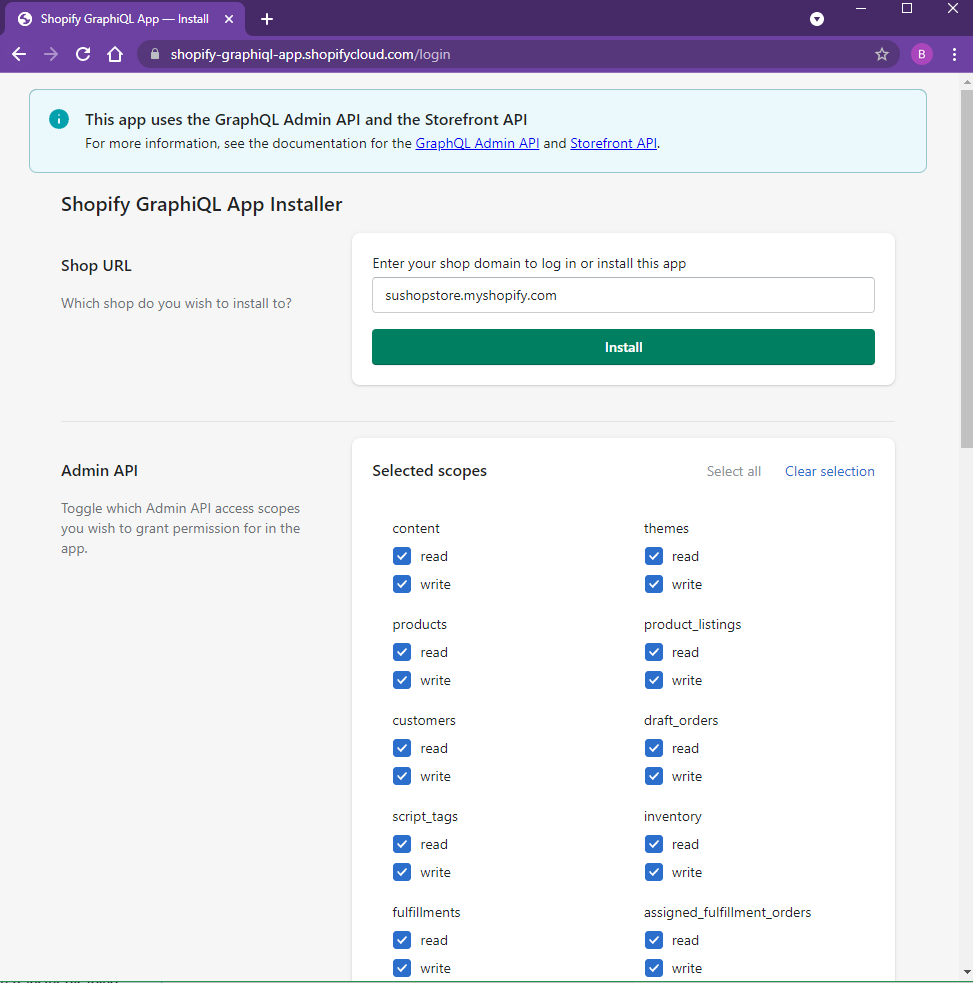 Shopify GraphiQL App — Install
shopify-graphiql-app.shopifycloud.com/login
B
This app uses the GraphQL Admin API and the Storefront API
For more information, see the documentation for the GraphQL Admin API and Storefront API.
Shopify GraphiQL App Installer
Shop URL
Which shop do you wish to install to?
Enter your shop domain to log in or install this app
sushopstore.myshopify.com
Install
Admin API
Toggle which Admin API access scopes
you wish to grant permission for in the
app.
Selected scopes
Select all
Clear selection
content
themes
read
read
write
write
products
product_listings
read
read
write
write
customers
draft_orders
read
read
write
write
script_tags
inventory
read
read
write
write
fulfillments
assigned_fulfillment_orders
read
read
write
write